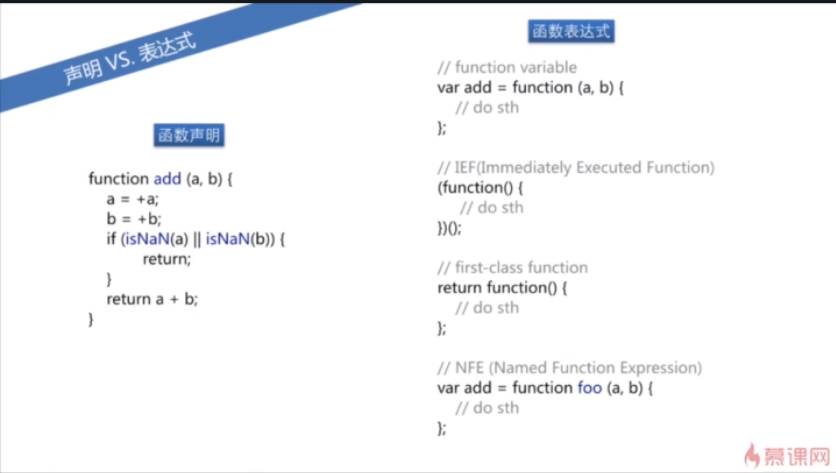 声明 VS. 表达式
函数声明
function add (a, b) {
a = +a;
b = +b;
if (isNaN(a) || isNaN(b)) {
return;
}
return a + b;
}
函数表达式
// function variable
var add = function (a, b) {
// do sth
};
// IEF(Immediately Executed Function)
(function() {
// do sth
})();
// first-class function
return function() {
// do sth
};
// NFE (Named Function Expression)
var add = function foo (a, b) {
// do sth
};
慕课网